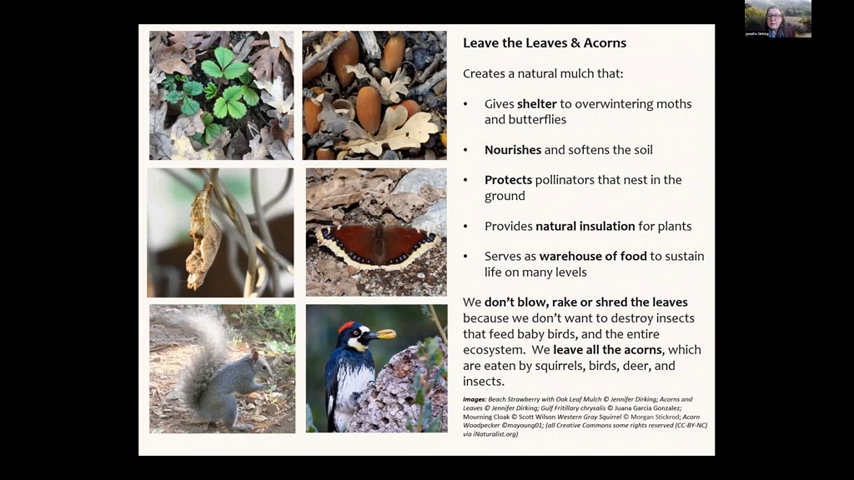 Leave the Leaves & Acorns
Creates a natural mulch that:
• Gives shelter to overwintering moths
and butterflies
• Nourishes and softens the soil
• Protects pollinators that nest in the
ground
• Provides natural insulation for plants
• Serves as warehouse of food to sustain
life on many levels
We don't blow, rake or shred the leaves
because we don't want to destroy insects
that feed baby birds, and the entire
ecosystem. We leave all the acorns, which
are eaten by squirrels, birds, deer, and
insects.
Images: Beach Strawberry with Oak Leaf Mulch © Jennifer Dirking; Acorns and
Leaves © Jennifer Dirking; Gulf Fritillary chrysalis © Juana Garcia Gonzalez;
Mourning Cloak © Scott Wilson Western Gray Squirrel © Morgan Stickrod; Acorn
Woodpecker ©mayoung01; (all Creative Commons some rights reserved (CC-BY-NC)
via iNaturalist.org)
Jennifer Dirking